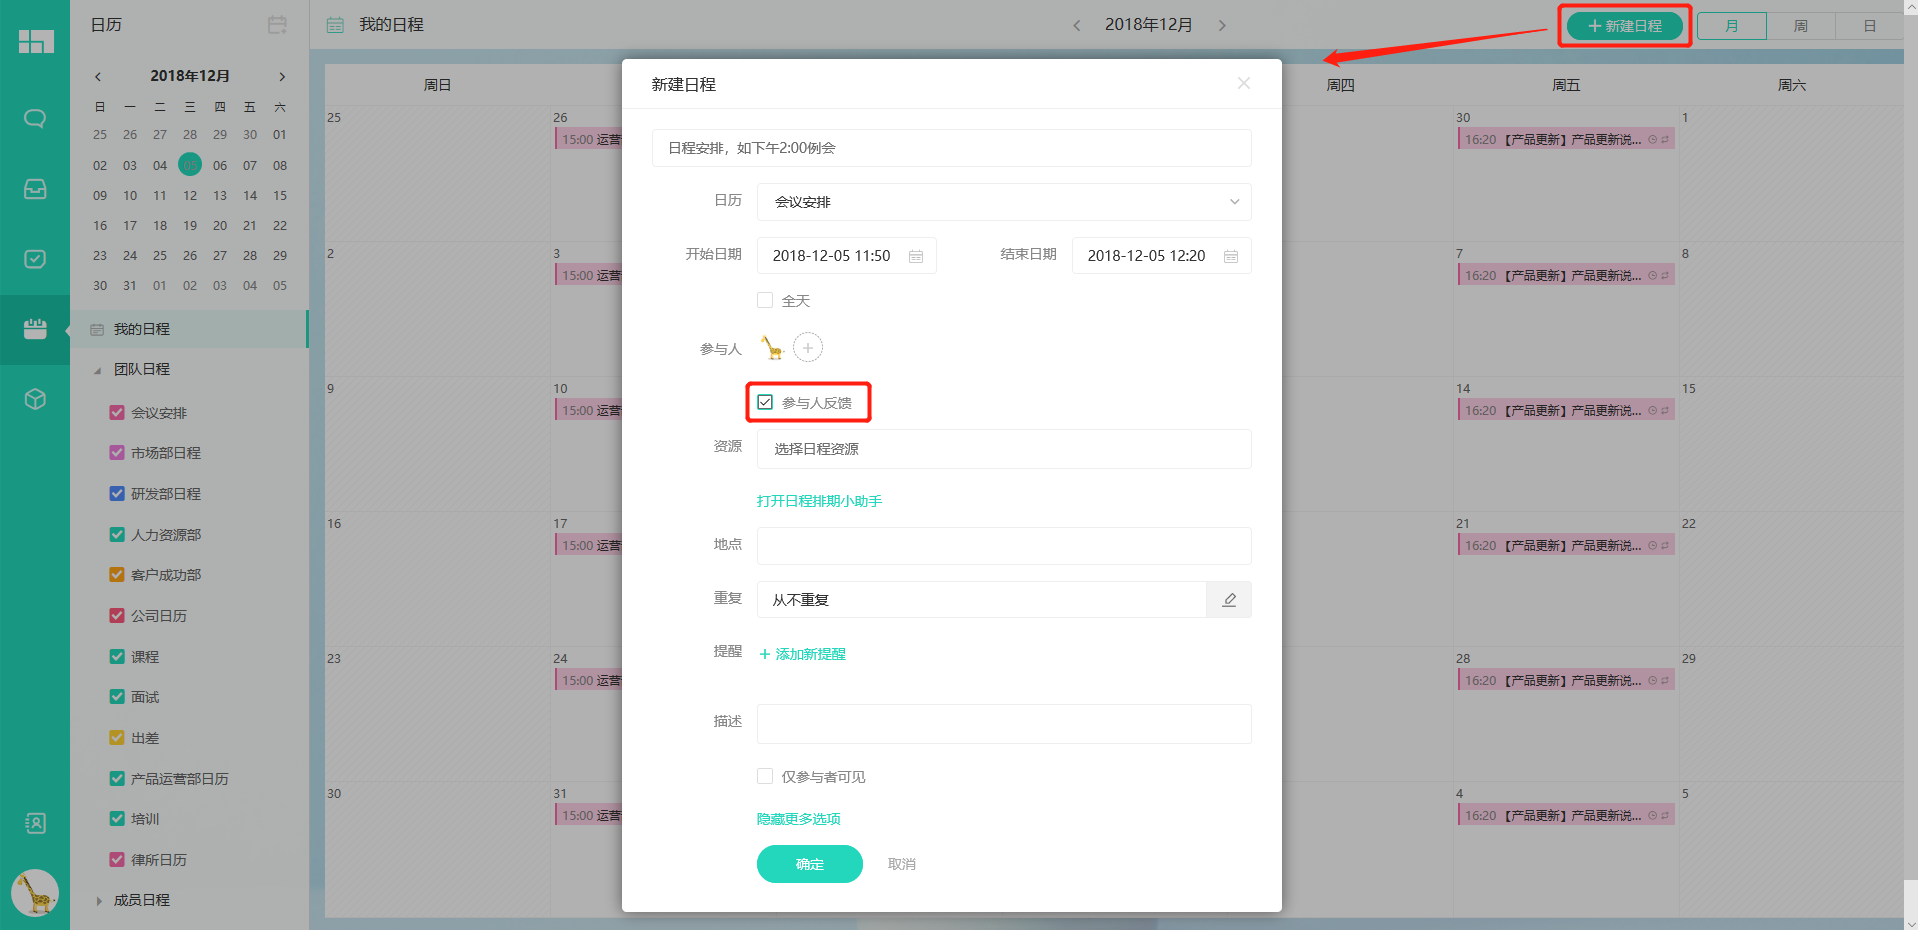 日历
2018年12月
日 一 二 三 四 五 六
25 26 27 28 29 30 01
02 03 04 05 06 07 08
09 10 11 12 13 14 15
16 17 18 19 20 21 22
23 24 25 26 27 28 29
30 31 01 02 03 04 05
我的日程
团队日程
会议安排
市场部日程
研发部日程
人力资源部
客户成功部
公司日历
课程
面试
出差
产品运营部日历
培训
律所日历
成员日程
我的日程
2018年12月
新建日程
月 周 日
周日 周四 周五 周六
25 26 30 1
15:00 运营
16:20 【产品更新】产品更新说...
2 3 7 8
15:00 运营
16:20 【产品更新】产品更新说...
9 10 14 15
15:00 运营
16:20 【产品更新】产品更新说...
16 17 21 22
15:00 运营
16:20 【产品更新】产品更新说...
23 24 28 29
15:00 运营
16:20 【产品更新】产品更新说...
30 31 4 5
15:00 运营
16:20 【产品更新】产品更新说...
新建日程
日程安排，如下午2:00例会
日历 会议安排
开始日期 2018-12-05 11:50 结束日期 2018-12-05 12:20
全天
参与人
参与人反馈
资源 选择日程资源
打开日程排期小助手
地点
重复 从不重复
提醒 + 添加新提醒
描述
仅参与者可见
隐藏更多选项
确定 取消